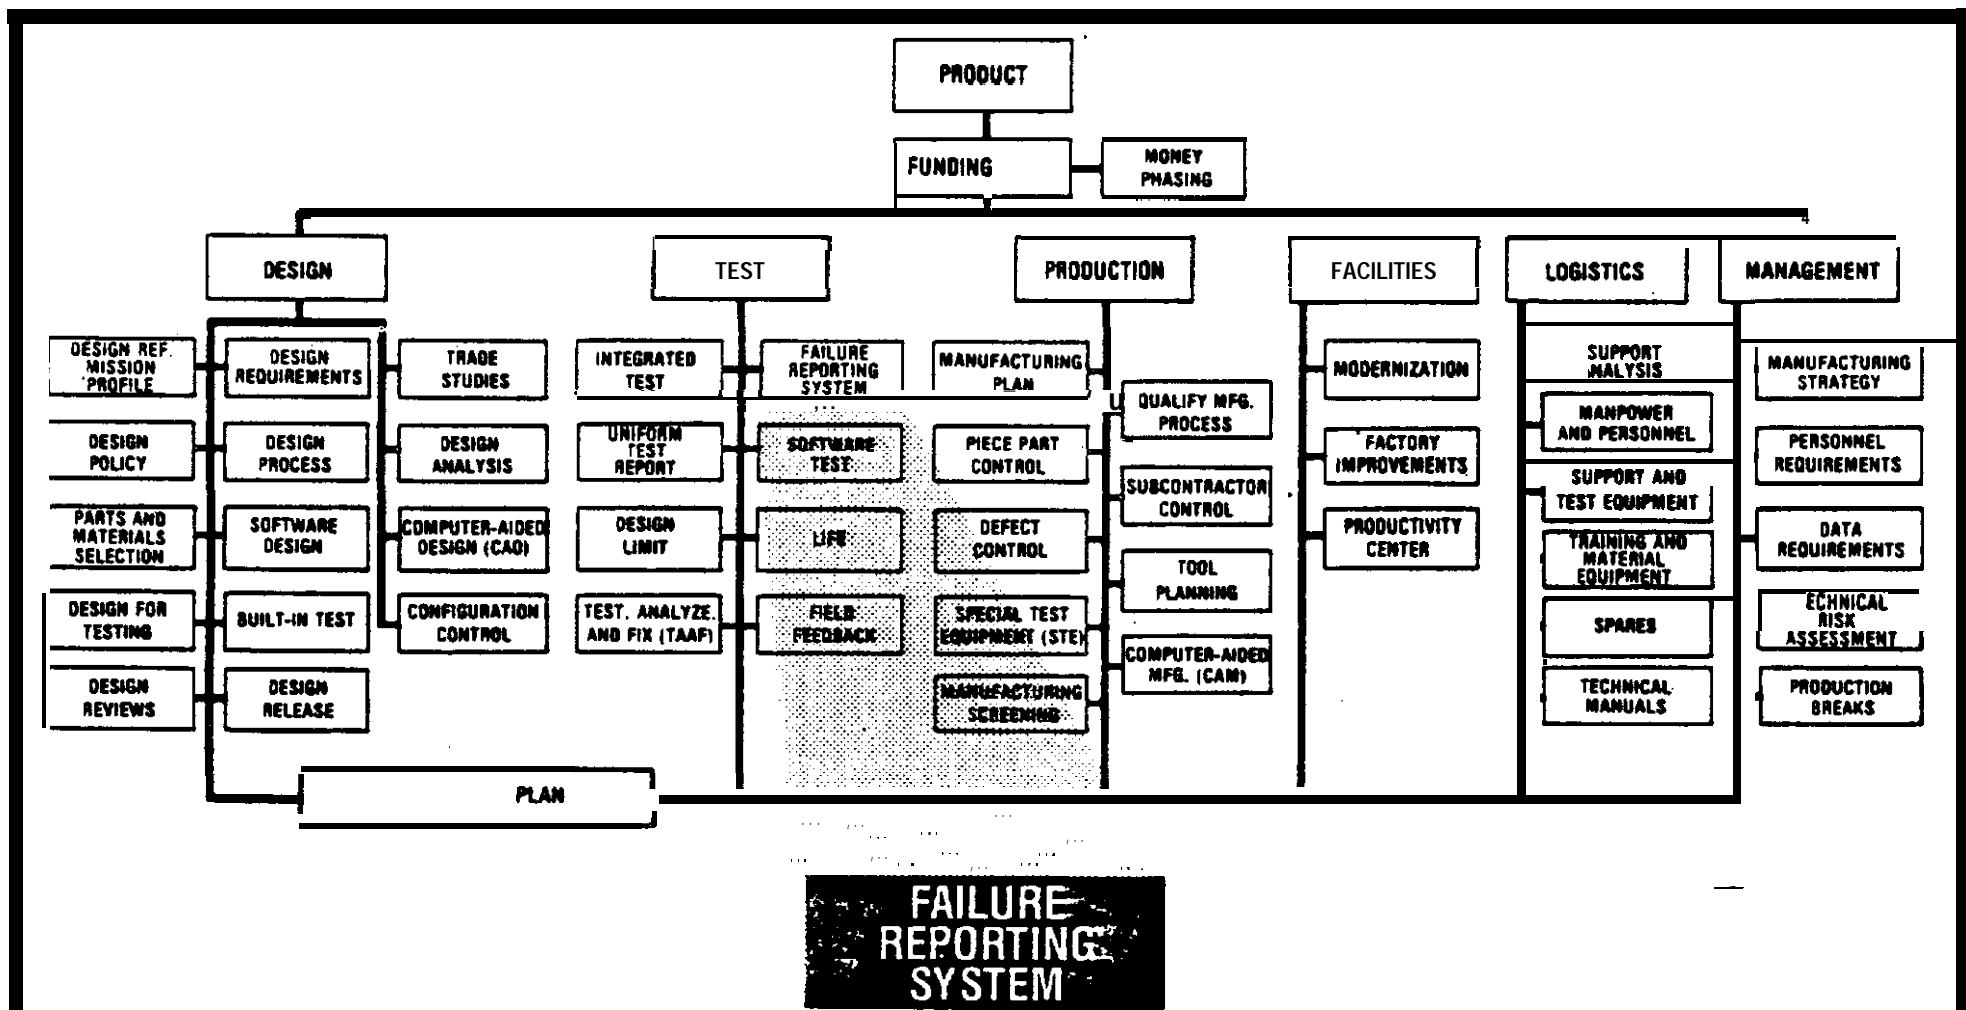 PRODUCT
FUNDING
MONEY
PHASING
4
DESIGN
TEST
PRODUCTION
FACILITIES
LOGISTICS
MANAGEMENT
DESIGN REF.
MISSION
PROFILE
DESIGN
REQUIREMENTS
TRADE
STUDIES
DESIGN
POLICY
DESIGN
PROCESS
DESIGN
ANALYSIS
PARTS AND
MATERIALS
SELECTION
SOFTWARE
DESIGN
COMPUTER-AIDED
DESIGN (CAD)
DESIGN FOR
TESTING
BUILT-IN TEST
CONFIGURATION
CONTROL
DESIGN
REVIEWS
DESIGN
RELEASE
INTEGRATED
TEST
FAILURE
REPORTING
SYSTEM
UNIFORM
TEST
REPORT
SOFTWARE
TEST
DESIGN
LIMIT
LIFE
TEST. ANALYZE.
AND FIX (TAAF)
FIELD
FEEDBACK
MANUFACTURING
PLAN
U QUALIFY MFG.
PROCESS
PIECE PART
CONTROL
SUBCONTRACTOR
CONTROL
DEFECT
CONTROL
TOOL
PLANNING
SPECIAL TEST
EQUIPMENT (STE)
COMPUTER-AIDED
MFG. (CAM)
MANUFACTURING
SCREENING
MODERNIZATION
FACTORY
IMPROVEMENTS
PRODUCTIVITY
CENTER
SUPPORT
ANALYSIS
MANPOWER
AND PERSONNEL
SUPPORT AND
TEST EQUIPMENT
TRAINING AND
MATERIAL
EQUIPMENT
SPARES
TECHNICAL
MANUALS
MANUFACTURING
STRATEGY
PERSONNEL
REQUIREMENTS
DATA
REQUIREMENTS
ECHNICAL
RISK
ASSESSMENT
PRODUCTION
BREAKS
PLAN
FAILURE
REPORTING
SYSTEM